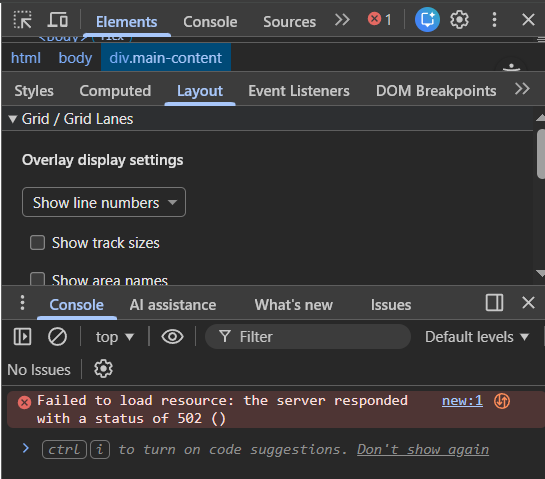 Elements Console Sources 1
<body> flex
html body div.main-content
Styles Computed Layout Event Listeners DOM Breakpoints
Grid / Grid Lanes
Overlay display settings
Show line numbers
Show track sizes
Show area names
Console AI assistance What's new Issues
top Filter Default levels
No Issues
Failed to load resource: the server responded new:1
with a status of 502 ()
ctrl i to turn on code suggestions. Don't show again